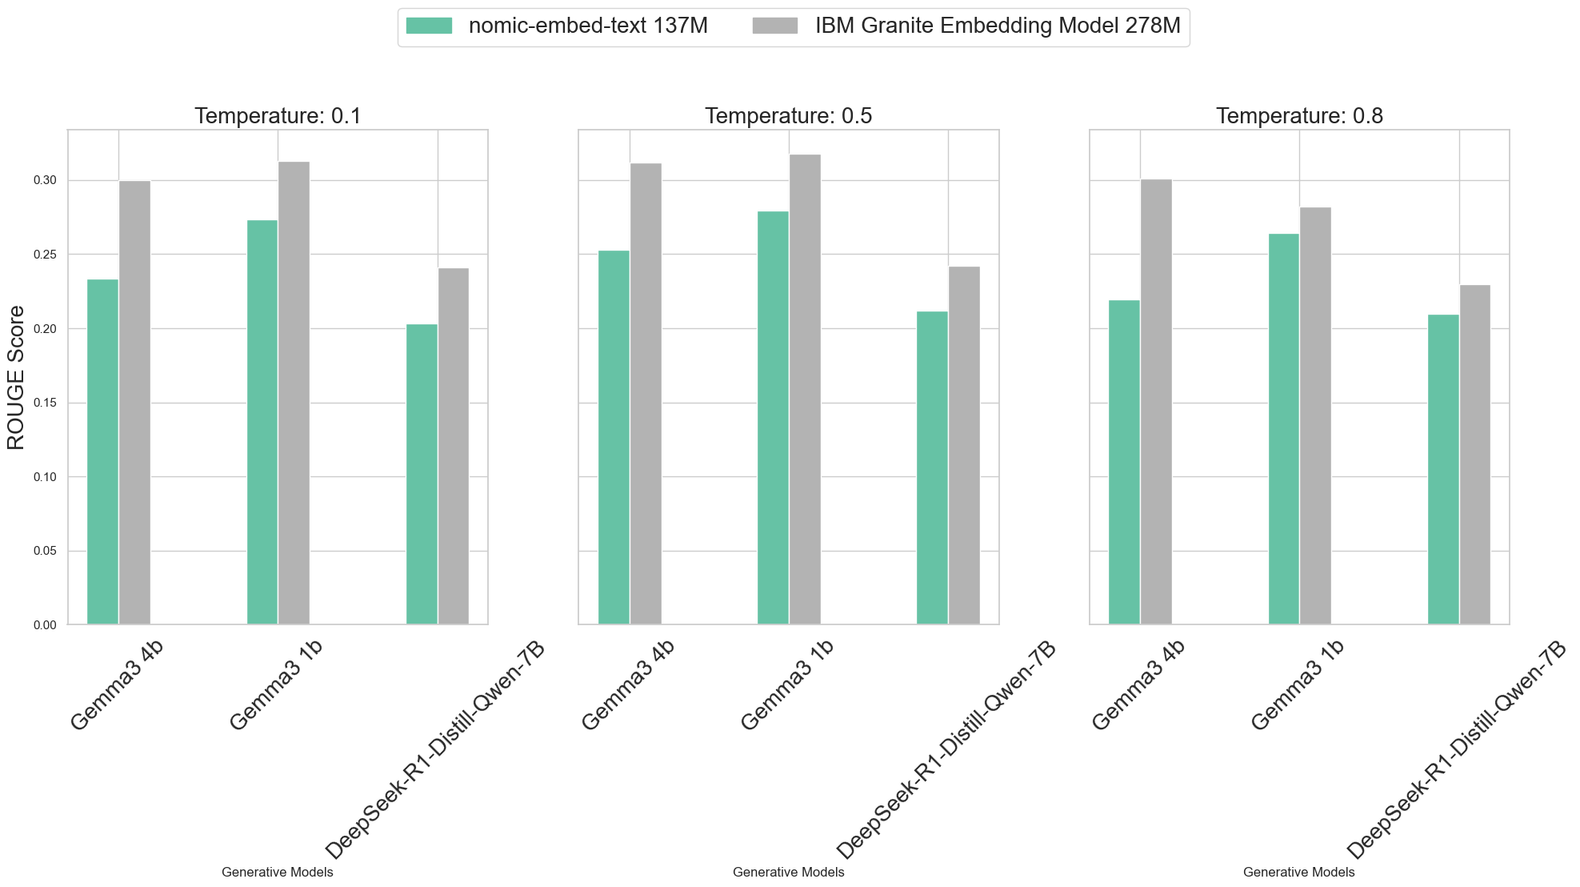 nomic-embed-text 137M
IBM Granite Embedding Model 278M
Temperature: 0.1
Temperature: 0.5
Temperature: 0.8
ROUGE Score
0.30
0.25
0.20
0.15
0.10
0.05
0.00
Gemma3 4b
Gemma3 1b
DeepSeek-R1-Distill-Qwen-7B
Gemma3 4b
Gemma3 1b
DeepSeek-R1-Distill-Qwen-7B
Gemma3 4b
Gemma3 1b
DeepSeek-R1-Distill-Qwen-7B
Generative Models
Generative Models
Generative Models